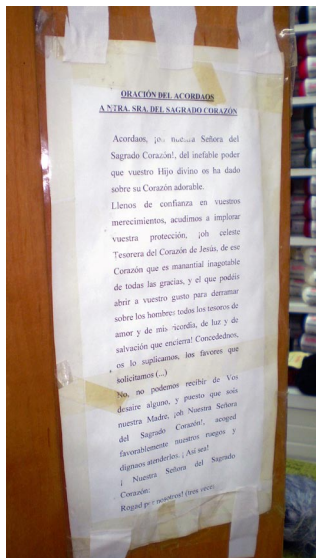 ORACIÓN DEL ACORDAOS
A NTRA. SRA. DEL SAGRADO CORAZÓN
Acordaos, ¡oh nuestra Señora del
Sagrado Corazón!, del inefable poder
que vuestro Hijo divino os ha dado
sobre su Corazón adorable.
Llenos de confianza en vuestros
merecimientos, acudimos a implorar
vuestra protección, ¡oh celeste
Tesorera del Corazón de Jesús, de ese
Corazón que es manantial inagotable
de todas las gracias, y el que podéis
abrir a vuestro gusto para derramar
sobre los hombres todos los tesoros de
amor y de misericordia, de luz y de
salvación que encierra! Concedednos,
os lo suplicamos, los favores que
solicitamos (...)
No, no podemos recibir de Vos
desaire alguno, y puesto que sois
nuestra Madre, ¡oh Nuestra Señora
del Sagrado Corazón!, acoged
favorablemente nuestros ruegos y
dignaos atenderlos. ¡ Así sea!
¡ Nuestra Señora del Sagrado
Corazón:
Rogad por nosotros! (tres veces)